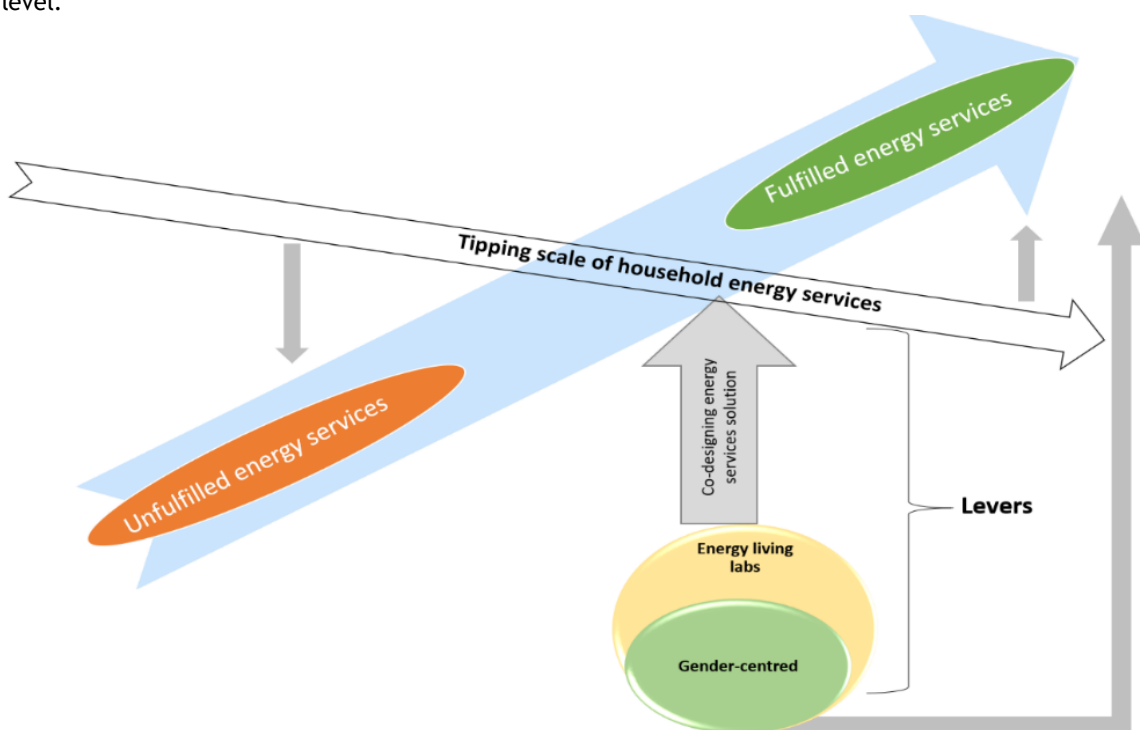 level.
Fulfilled energy services
Tipping scale of household energy services
Unfulfilled energy services
Co-designing energy
services solution
Levers
Energy living
labs
Gender-centred